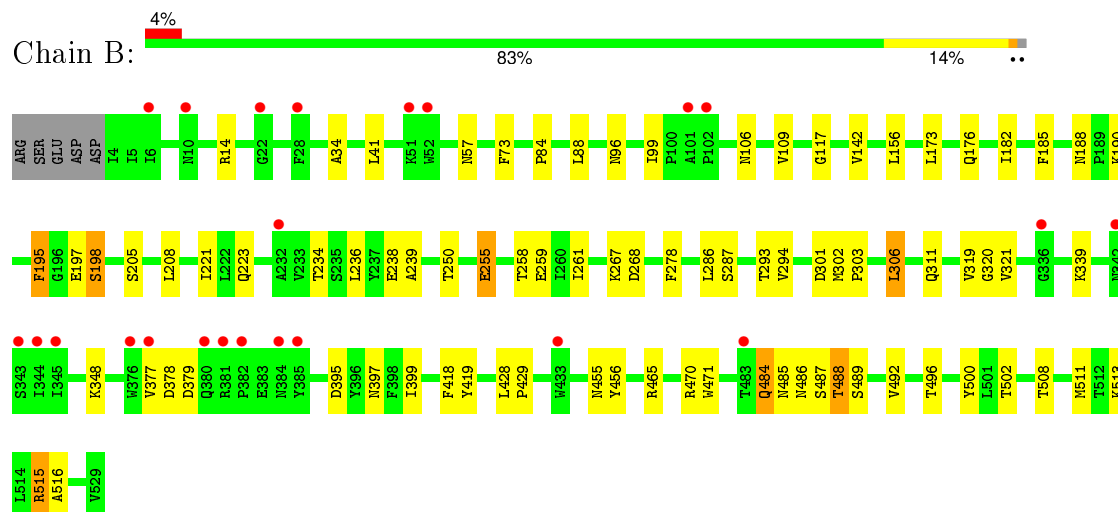 4%
Chain B:
83% 14% ••
ARG SER GLU ASP ASP I4 I5 I6 N10 R14 G22 F28 A34 L41 K51 W52 N57 F73 P84 L88 N96 I99 P100 A101 P102 N106 V109 G117 V142 L156 L173 Q176 I182 F185 N188 P189 K190
F195 G196 E197 S198 S205 L208 I221 L222 Q223 A232 V233 T234 S235 L236 Y237 E238 A239 T250 E255 T258 E259 I260 I261 K267 D268 F278 L286 S287 T293 V294 D301 M302 P303 L306 Q311 V319 G320 V321 G336 K339 N342
S343 I344 I345 K348 W376 V377 D378 D379 Q380 R381 P382 E383 N384 Y385 D395 Y396 N397 F398 I399 F418 Y419 L428 P429 W433 N455 Y456 R465 R470 W471 T483 Q484 N485 N486 S487 T488 S489 V492 T496 Y500 L501 T502 T508 M511 T512 K513
L514 R515 A516 V529